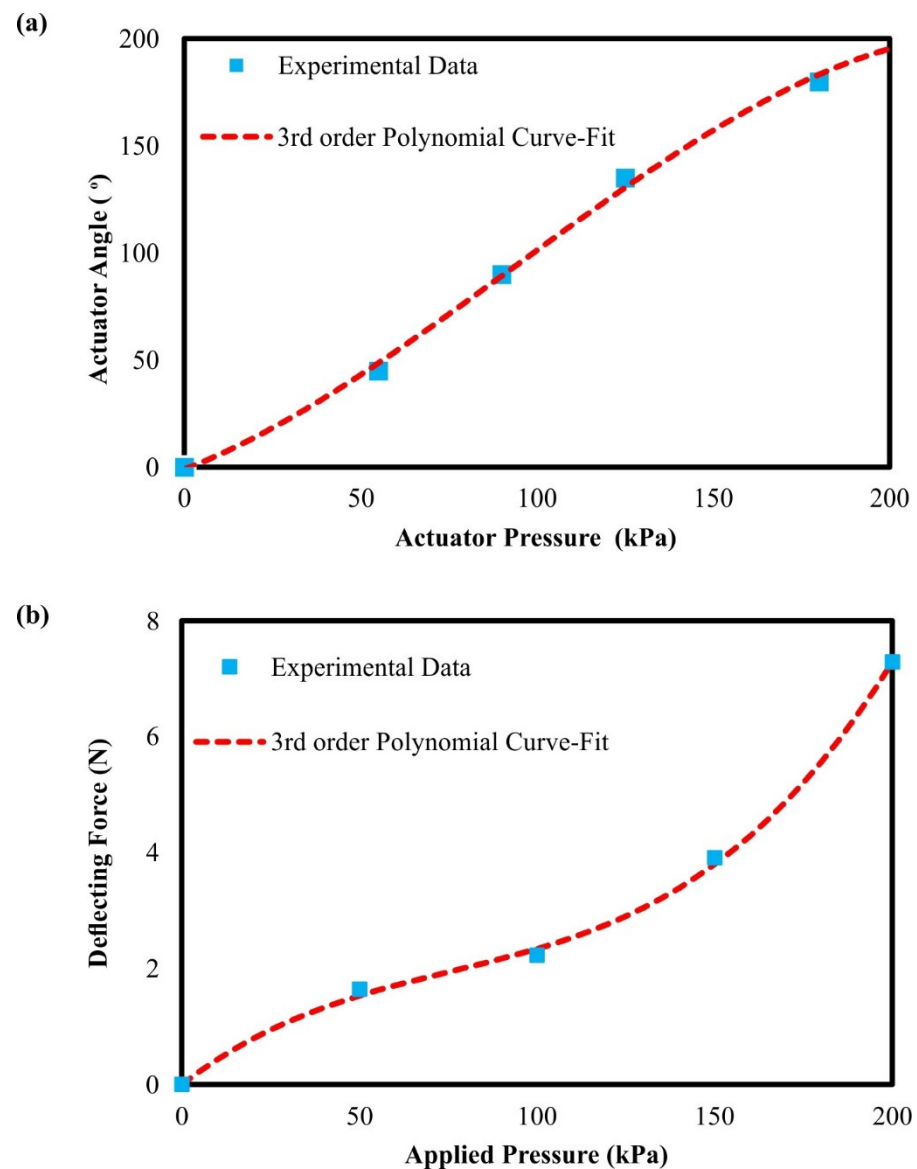 (a)
200
Experimental Data
3rd order Polynomial Curve-Fit
150
100
50
0
Actuator Angle ( º)
0 50 100 150 200
Actuator Pressure (kPa)
(b)
8
Experimental Data
3rd order Polynomial Curve-Fit
6
4
2
0
Deflecting Force (N)
0 50 100 150 200
Applied Pressure (kPa)